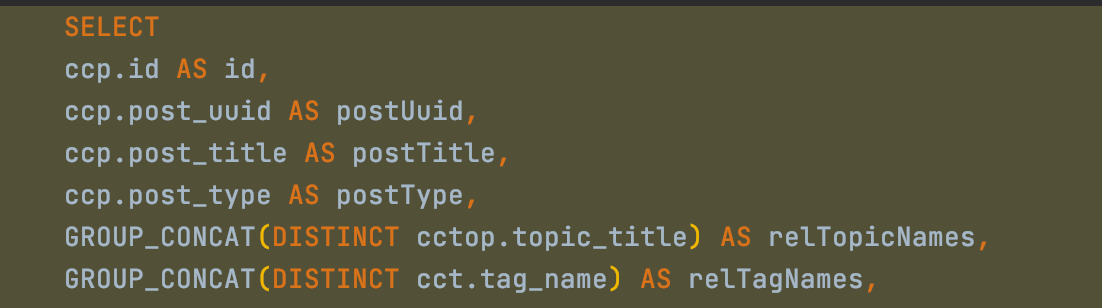 SELECT
ccp.id AS id,
ccp.post_uuid AS postUuid,
ccp.post_title AS postTitle,
ccp.post_type AS postType,
GROUP_CONCAT(DISTINCT cctop.topic_title) AS relTopicNames,
GROUP_CONCAT(DISTINCT cct.tag_name) AS relTagNames,